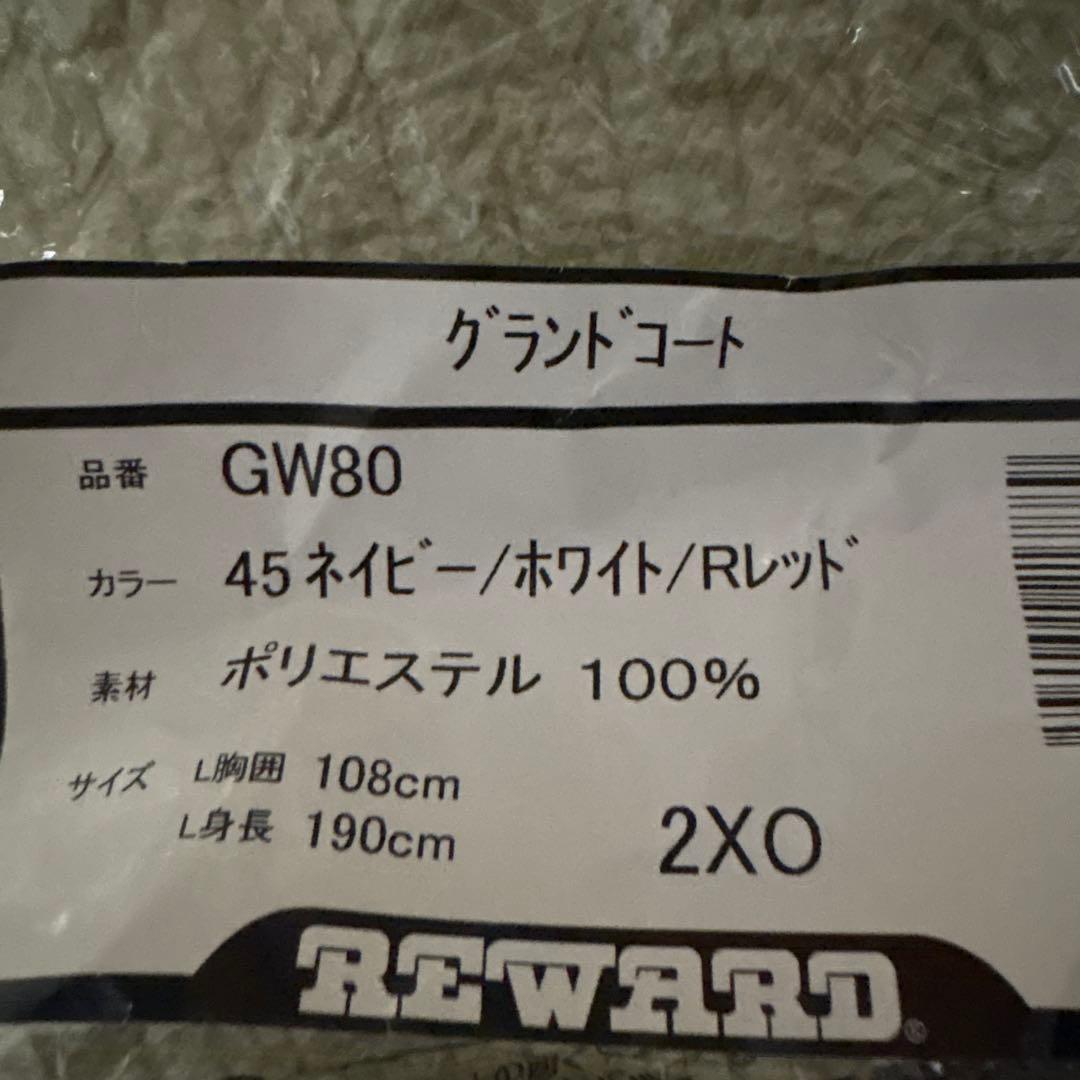 グランドコート
品番 GW80
カラー 45ネイビー/ホワイト/Rレッド
素材 ポリエステル 100%
サイズ L胸囲 108cm
L身長 190cm
2XO
REWARD®